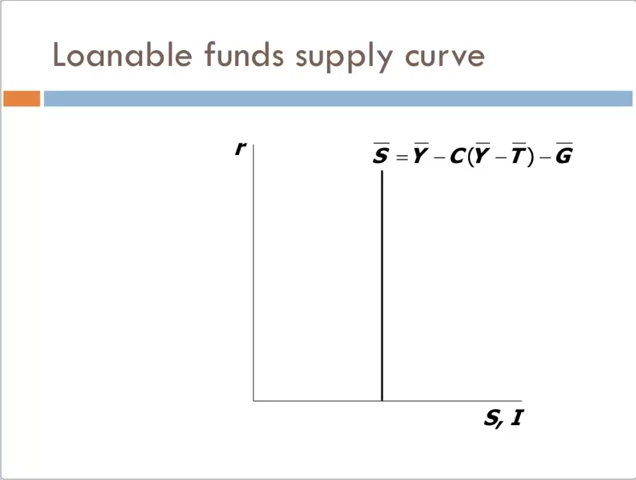 Loanable funds supply curve
r
S̅ = Y̅ − C(Y̅ − T̅) − G̅
S, I